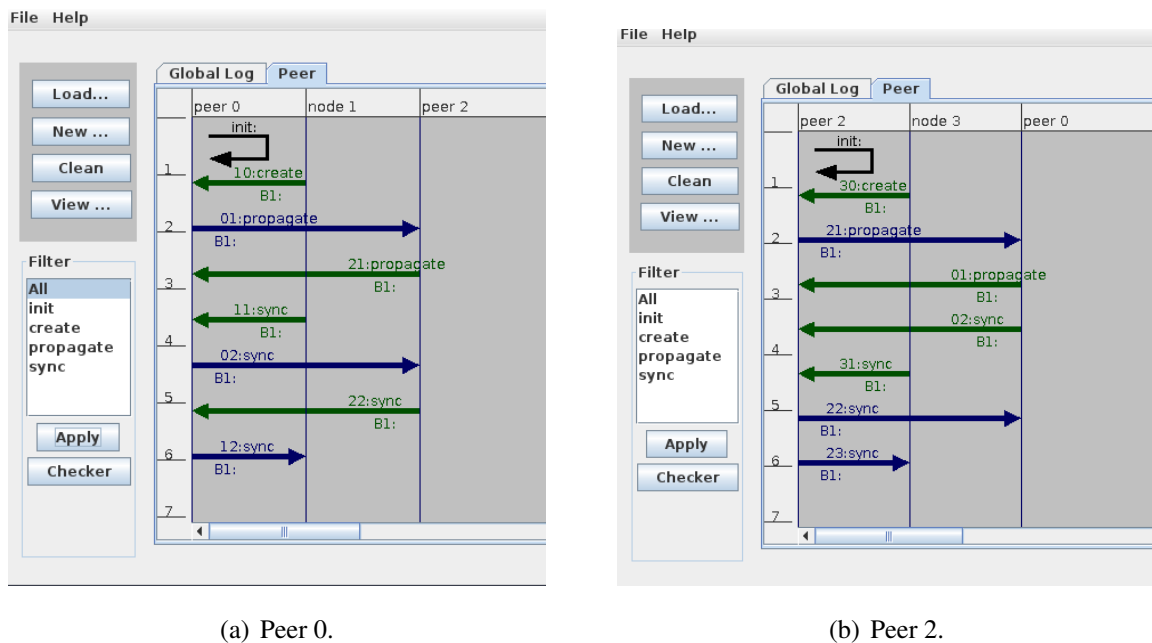 File Help
Load...
New ...
Clean
View ...
Filter
All
init
create
propagate
sync
Apply
Checker
Global Log Peer
peer 0 node 1 peer 2
init:
1
10:create
B1:
01:propagate
2
B1:
21:propagate
3
B1:
11:sync
B1:
4
02:sync
B1:
5
22:sync
B1:
12:sync
6
B1:
7
(a) Peer 0.
File Help
Load...
New ...
Clean
View ...
Filter
All
init
create
propagate
sync
Apply
Checker
Global Log Peer
peer 2 node 3 peer 0
init:
1
30:create
B1:
21:propagate
2
B1:
01:propagate
3
B1:
02:sync
B1:
4
31:sync
B1:
5
22:sync
B1:
23:sync
6
B1:
7
(b) Peer 2.